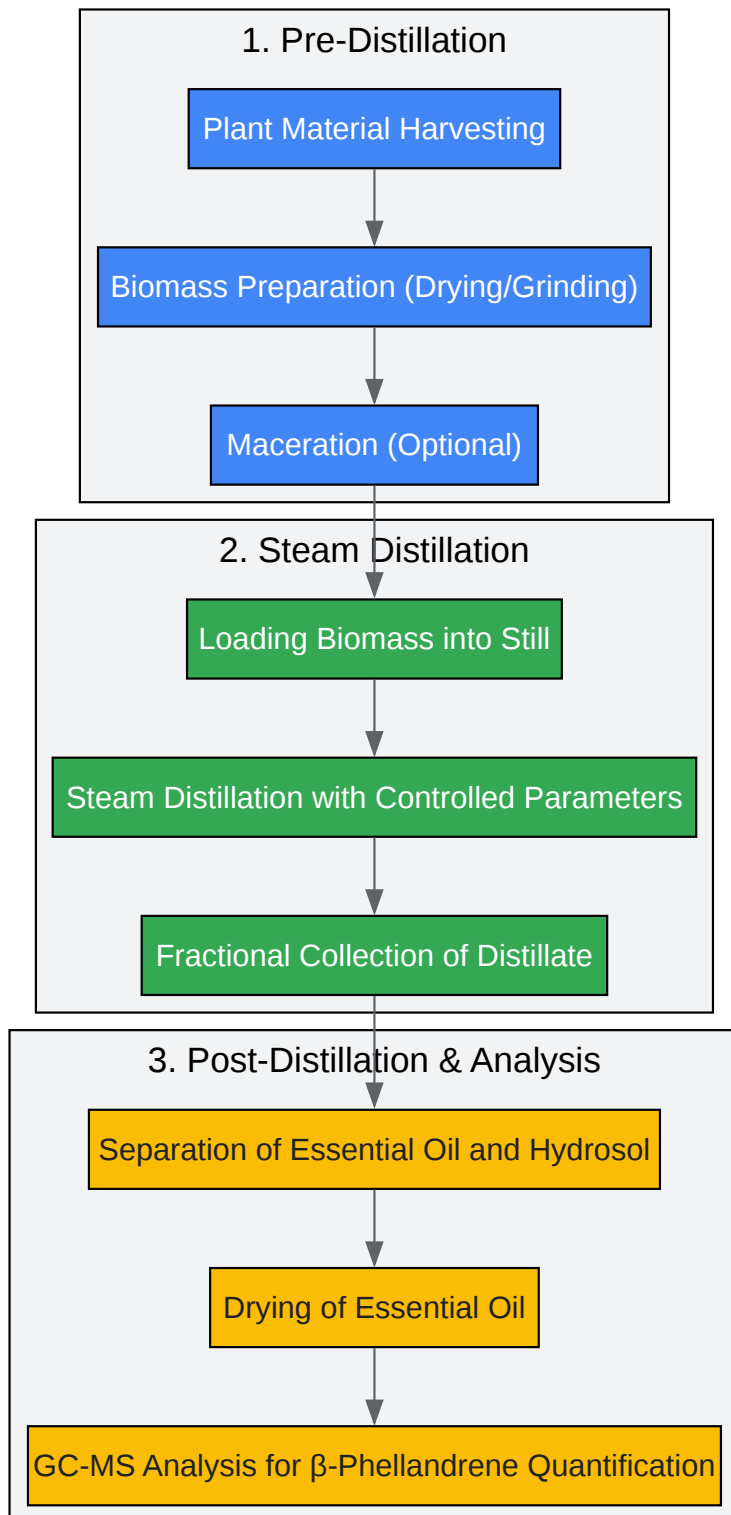 1. Pre-Distillation
Plant Material Harvesting
Biomass Preparation (Drying/Grinding)
Maceration (Optional)
2. Steam Distillation
Loading Biomass into Still
Steam Distillation with Controlled Parameters
Fractional Collection of Distillate
3. Post-Distillation & Analysis
Separation of Essential Oil and Hydrosol
Drying of Essential Oil
GC-MS Analysis for β-Phellandrene Quantification